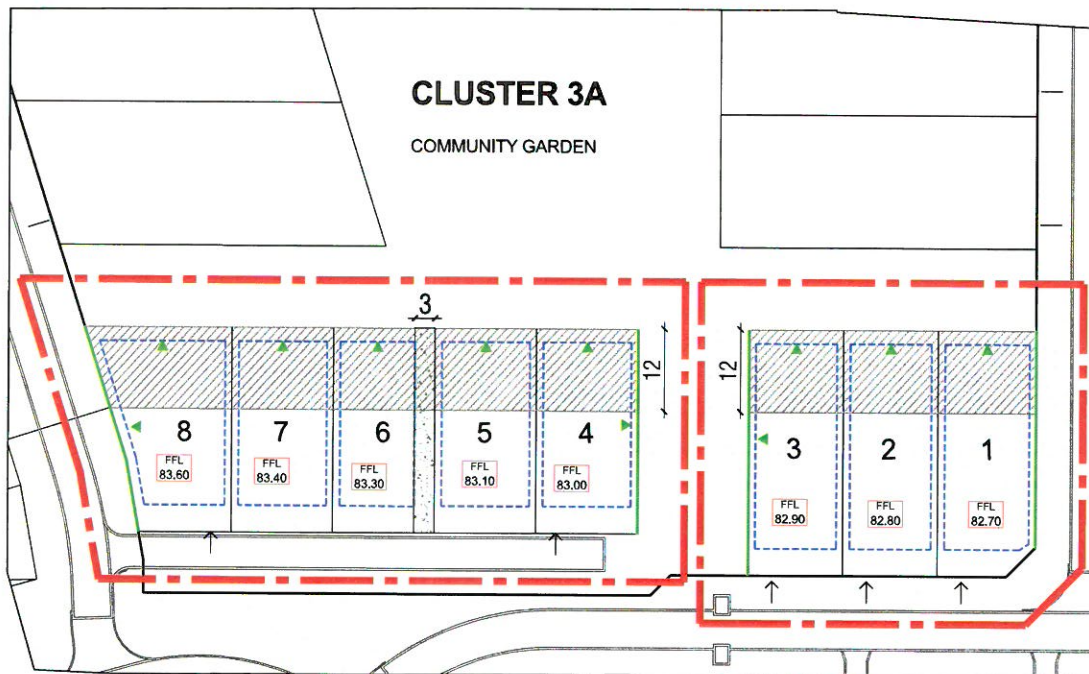 CLUSTER 3A
COMMUNITY GARDEN
3
12
12
8
7
6
5
4
3
2
1
FFL
83.60
FFL
83.40
FFL
83.30
FFL
83.10
FFL
83.00
FFL
82.90
FFL
82.80
FFL
82.70